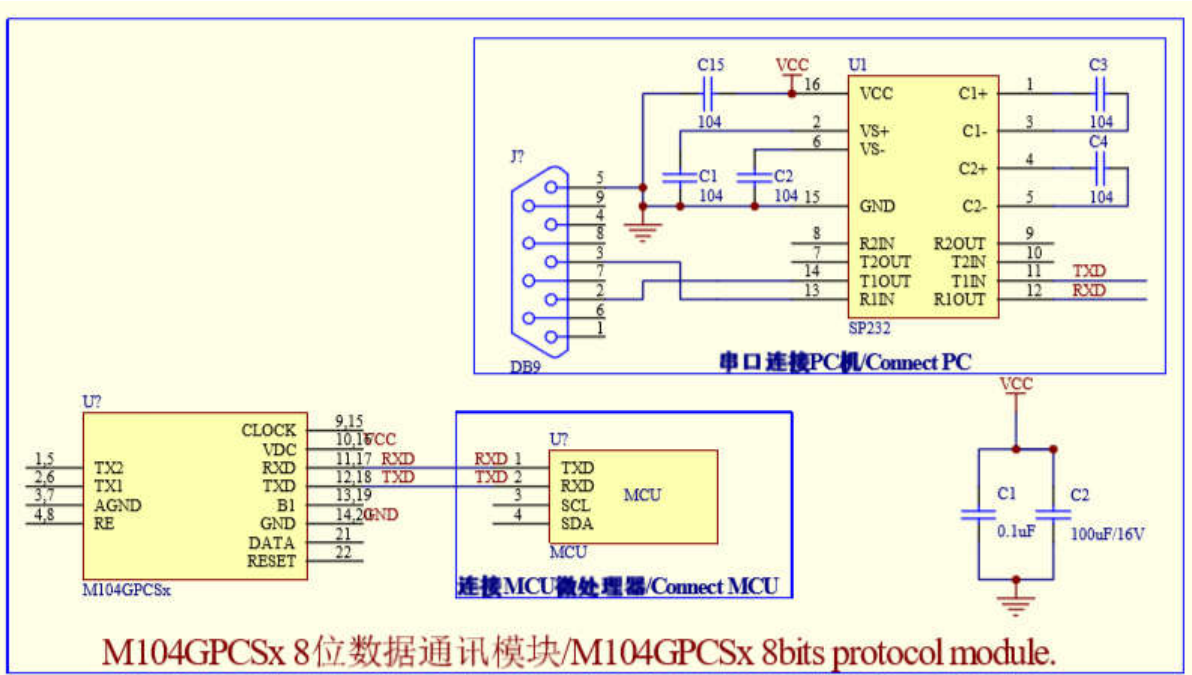 C15
VCC
U1
C3
16
VCC
C1+
1
104
2
VS+
C1-
3
104
6
VS-
C4
J?
4
C2+
5
C1
C2
9
104
104
15
GND
C2-
5
104
4
8
8
R2IN
R2OUT
9
3
7
T2OUT
T2IN
10
7
14
T1OUT
T1IN
11
TXD
2
13
R1IN
R1OUT
12
RXD
6
1
SP232
DB9
串口连接PC机/Connect PC
VCC
U?
CLOCK
9,15
VDC
10,16
VCC
1,5
TX2
RXD
11,17
RXD
2,6
TX1
TXD
12,18
TXD
3,7
AGND
B1
13,19
4,8
RE
GND
14,20
GND
DATA
21
RESET
22
M104GPCSx
U?
RXD
1
TXD
TXD
2
RXD
MCU
3
SCL
4
SDA
MCU
连接MCU微处理器/Connect MCU
C1
C2
0.1uF
100uF/16V
M104GPCSx 8位数据通讯模块/M104GPCSx 8bits protocol module.